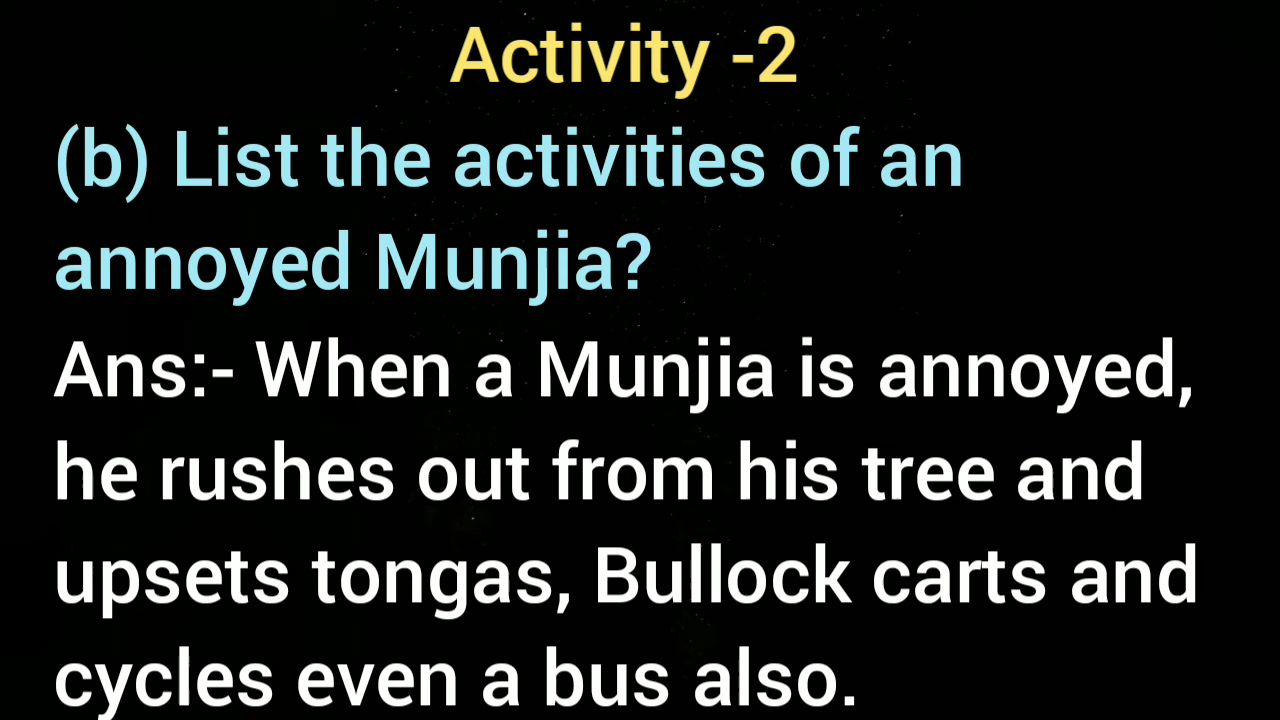 Activity -2
(b) List the activities of an
annoyed Munjia?
Ans:- When a Munjia is annoyed,
he rushes out from his tree and
upsets tongas, Bullock carts and
cycles even a bus also.